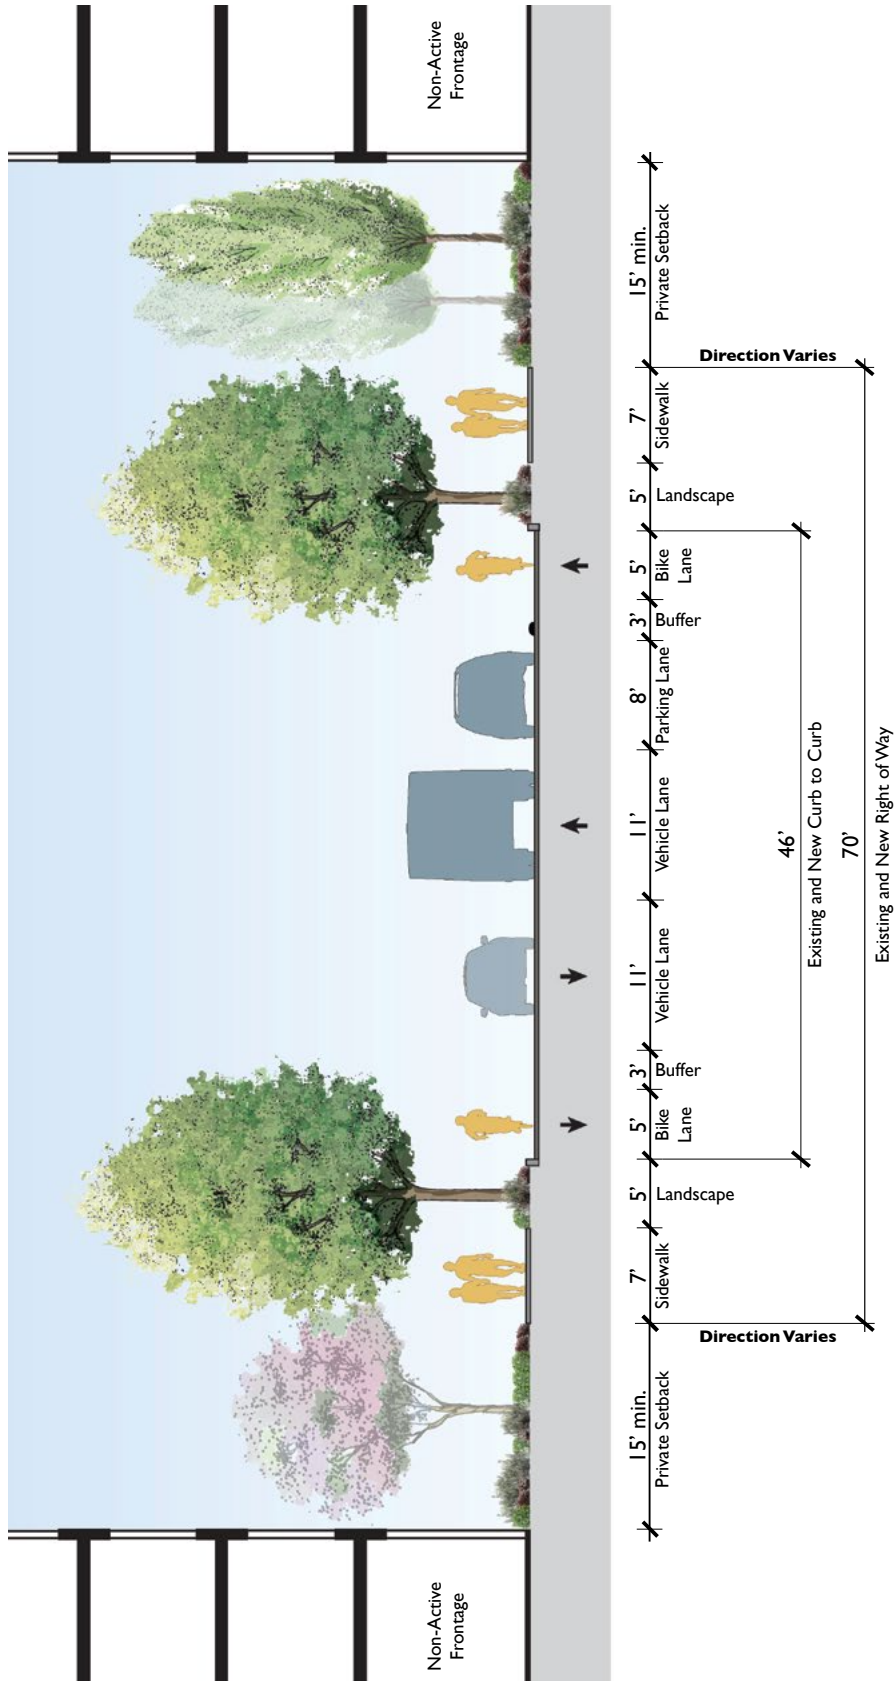 Non-Active
Frontage
Non-Active
Frontage
15’ min.
Private Setback
7’
Sidewalk
5’
Landscape
5’
Bike
Lane
3’
Buffer
11’
Vehicle Lane
11’
Vehicle Lane
8’
Parking Lane
3’
Buffer
5’
Bike
Lane
5’
Landscape
7’
Sidewalk
15’ min.
Private Setback
Direction Varies
Direction Varies
46’
Existing and New Curb to Curb
70’
Existing and New Right of Way